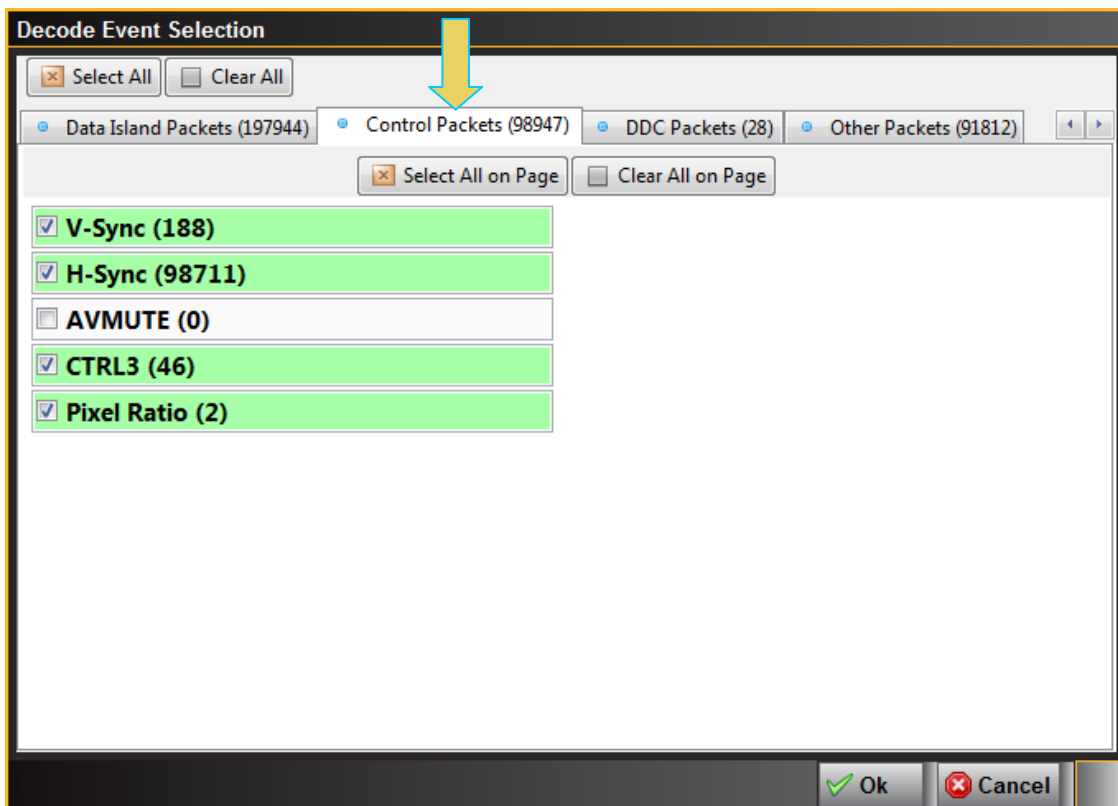 Decode Event Selection
Select All Clear All
Data Island Packets (197944) Control Packets (98947) DDC Packets (28) Other Packets (91812)
Select All on Page Clear All on Page
V-Sync (188)
H-Sync (98711)
AVMUTE (0)
CTRL3 (46)
Pixel Ratio (2)
Ok Cancel